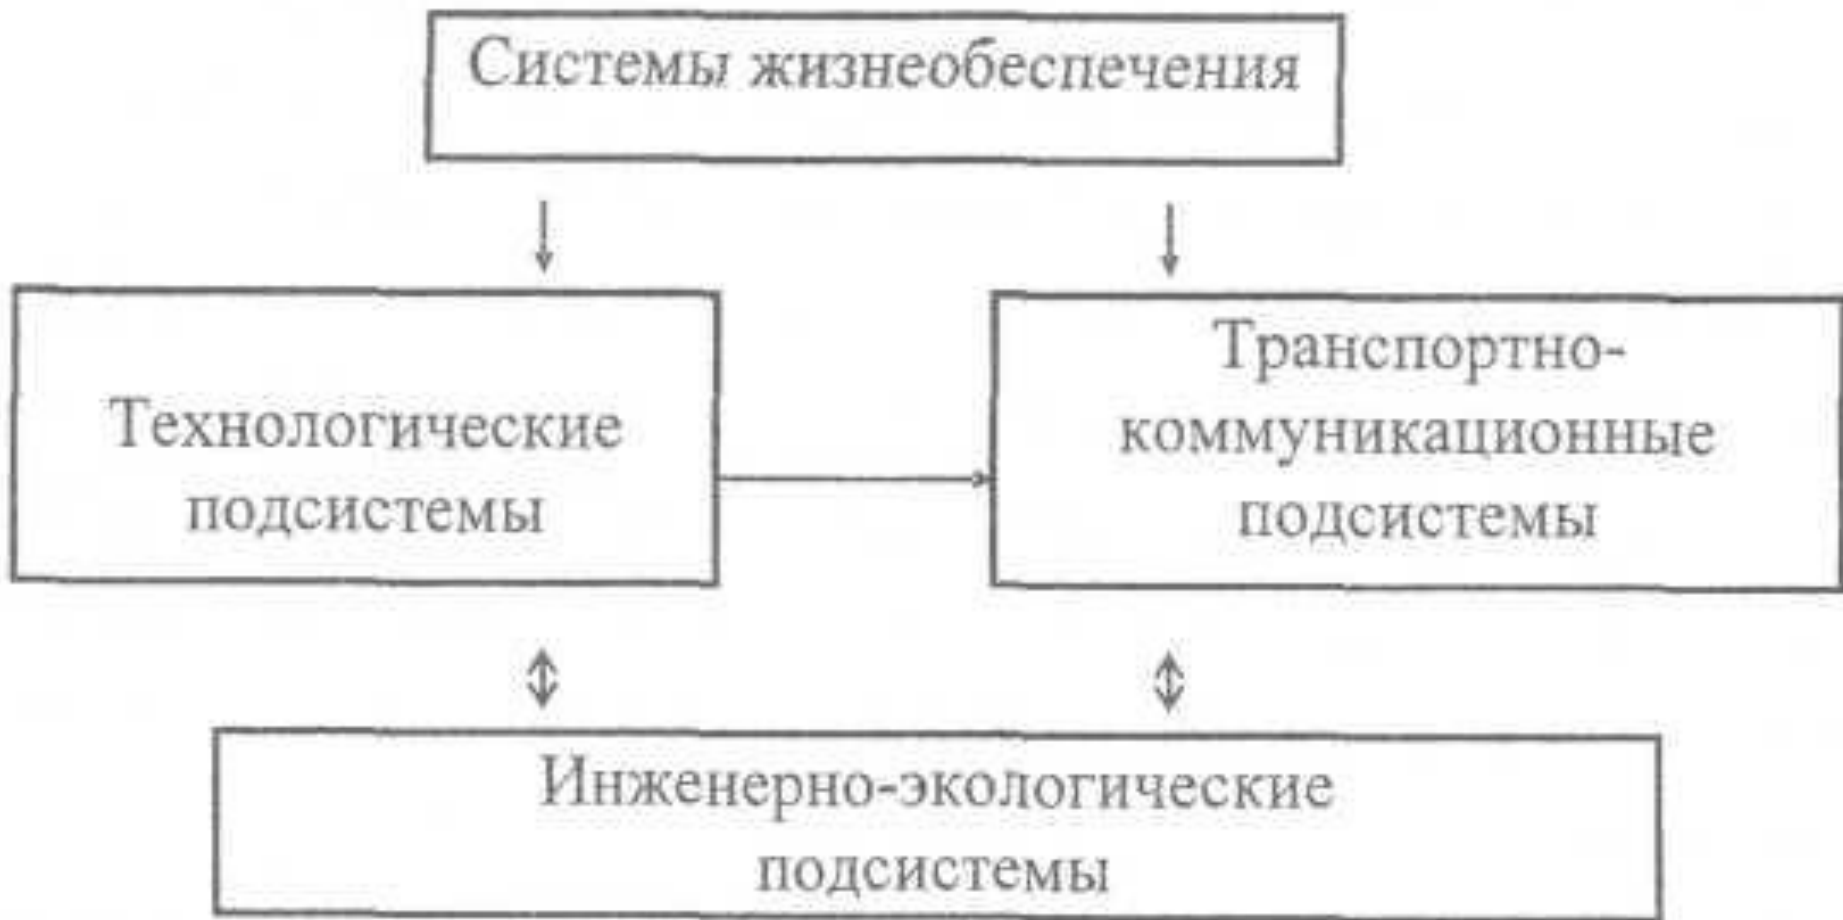 Системы жизнеобеспечения
Технологические
подсистемы
Транспортно-
коммуникационные
подсистемы
Инженерно-экологические
подсистемы